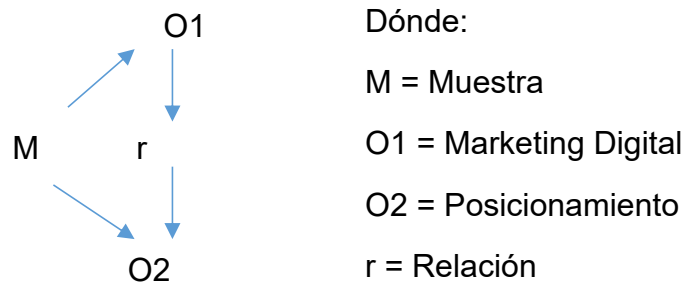 O1
M r
O2
Dónde:
M = Muestra
O1 = Marketing Digital
O2 = Posicionamiento
r = Relación